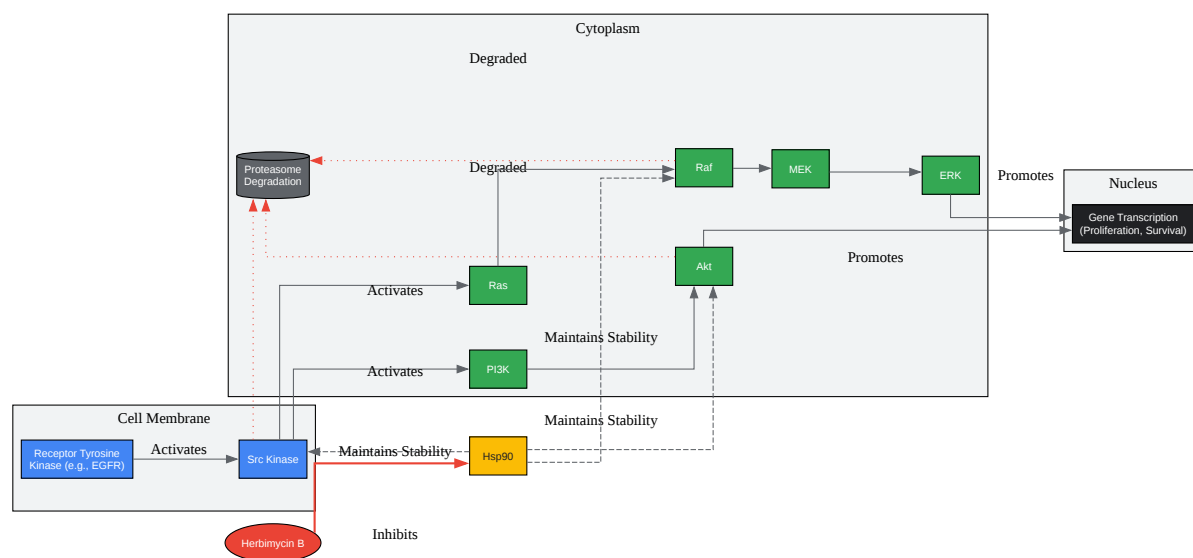 Cytoplasm
Degraded
Proteasome
Degradation
Degraded
Raf
MEK
ERK
Promotes
Nucleus
Gene Transcription
(Proliferation, Survival)
Akt
Promotes
Ras
Activates
Maintains Stability
PI3K
Activates
Cell Membrane
Maintains Stability
Receptor Tyrosine
Kinase (e.g., EGFR)
Activates
Src Kinase
Maintains Stability
Hsp90
Herbimycin B
Inhibits